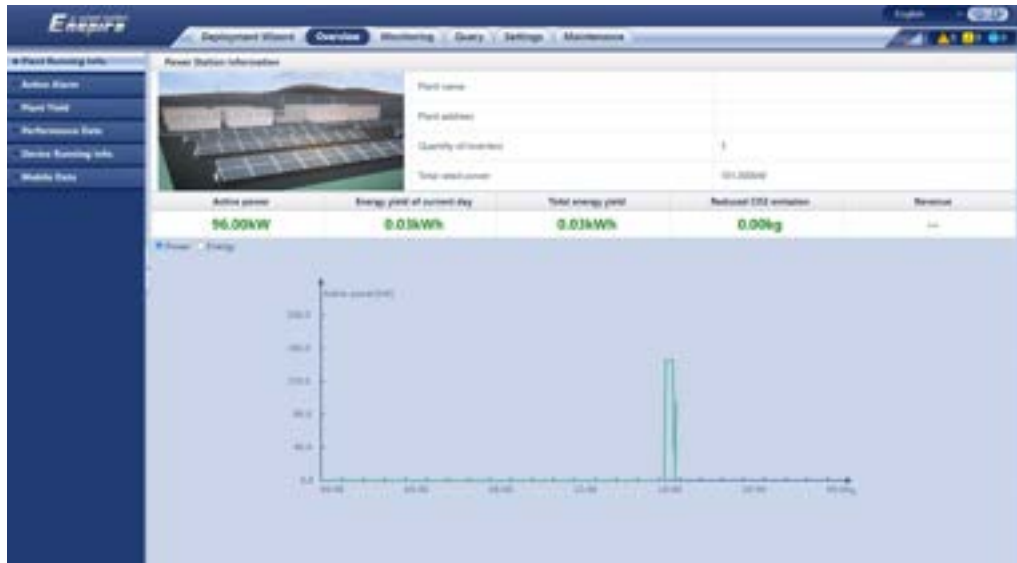 English
Deployment Wizard Overview Monitoring Query Settings Maintenance
Plant Running Info. Power Station Information
Active Alarm
Plant Yield
Performance Data
Device Running Info.
Mobile Data
Plant name
Plant address
Quantity of inverters
Total rated power
Active power Energy yield of current day Total energy yield Reduced CO2 emission Revenue
96.00kW 0.03kWh 0.03kWh 0.00kg --
Power Energy
Active power(kW)
0.0